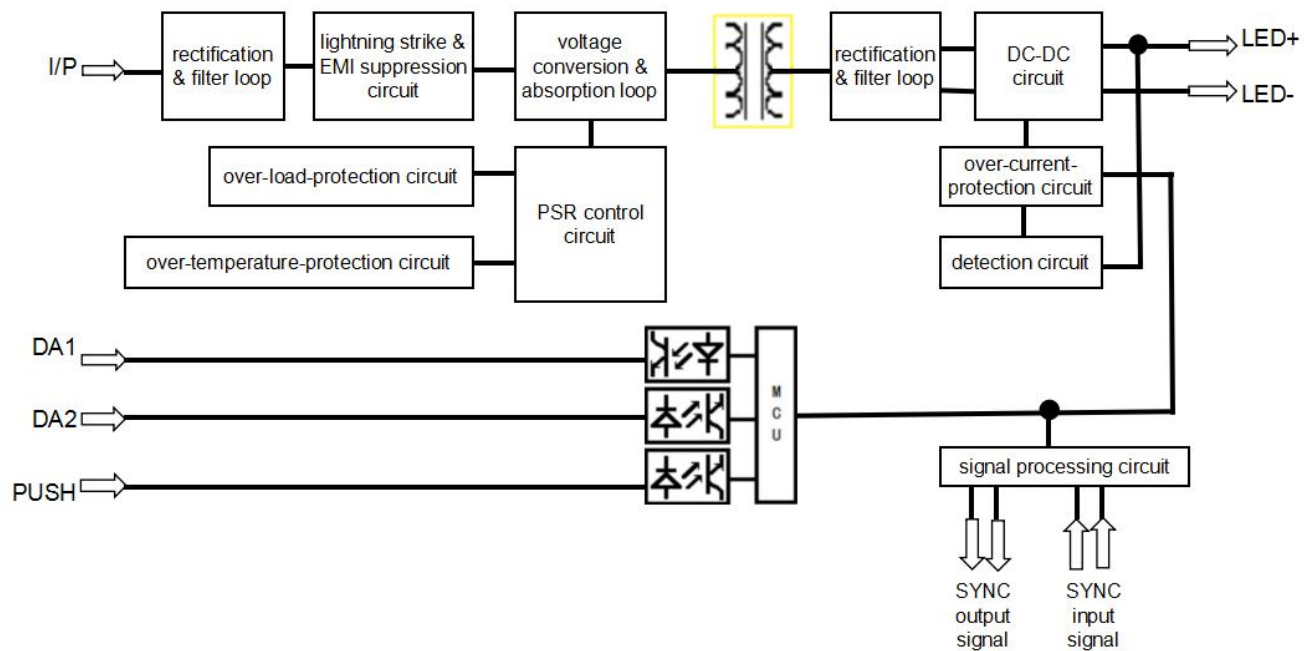 I/P
rectification
& filter loop
lightning strike &
EMI suppression
circuit
voltage
conversion &
absorption loop
rectification
& filter loop
DC-DC
circuit
LED+
LED-
over-load-protection circuit
PSR control
circuit
over-current-
protection circuit
over-temperature-protection circuit
detection circuit
DA1
DA2
PUSH
M
C
U
signal processing circuit
SYNC
output
signal
SYNC
input
signal